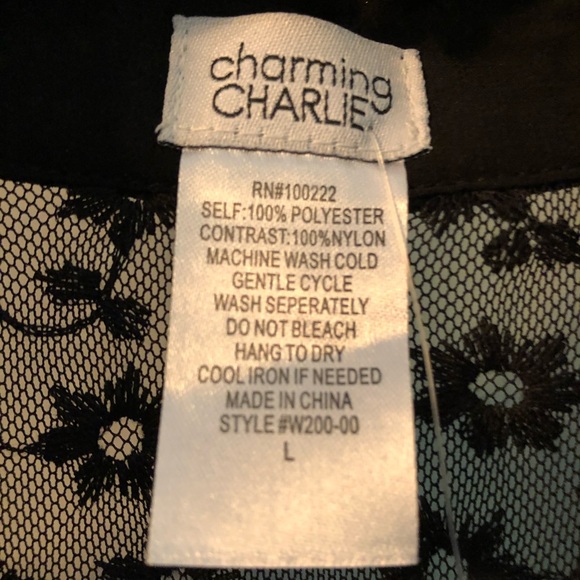 charming
CHARLIE
RN#100222
SELF:100% POLYESTER
CONTRAST:100%NYLON
MACHINE WASH COLD
GENTLE CYCLE
WASH SEPERATELY
DO NOT BLEACH
HANG TO DRY
COOL IRON IF NEEDED
MADE IN CHINA
STYLE #W200-00
L